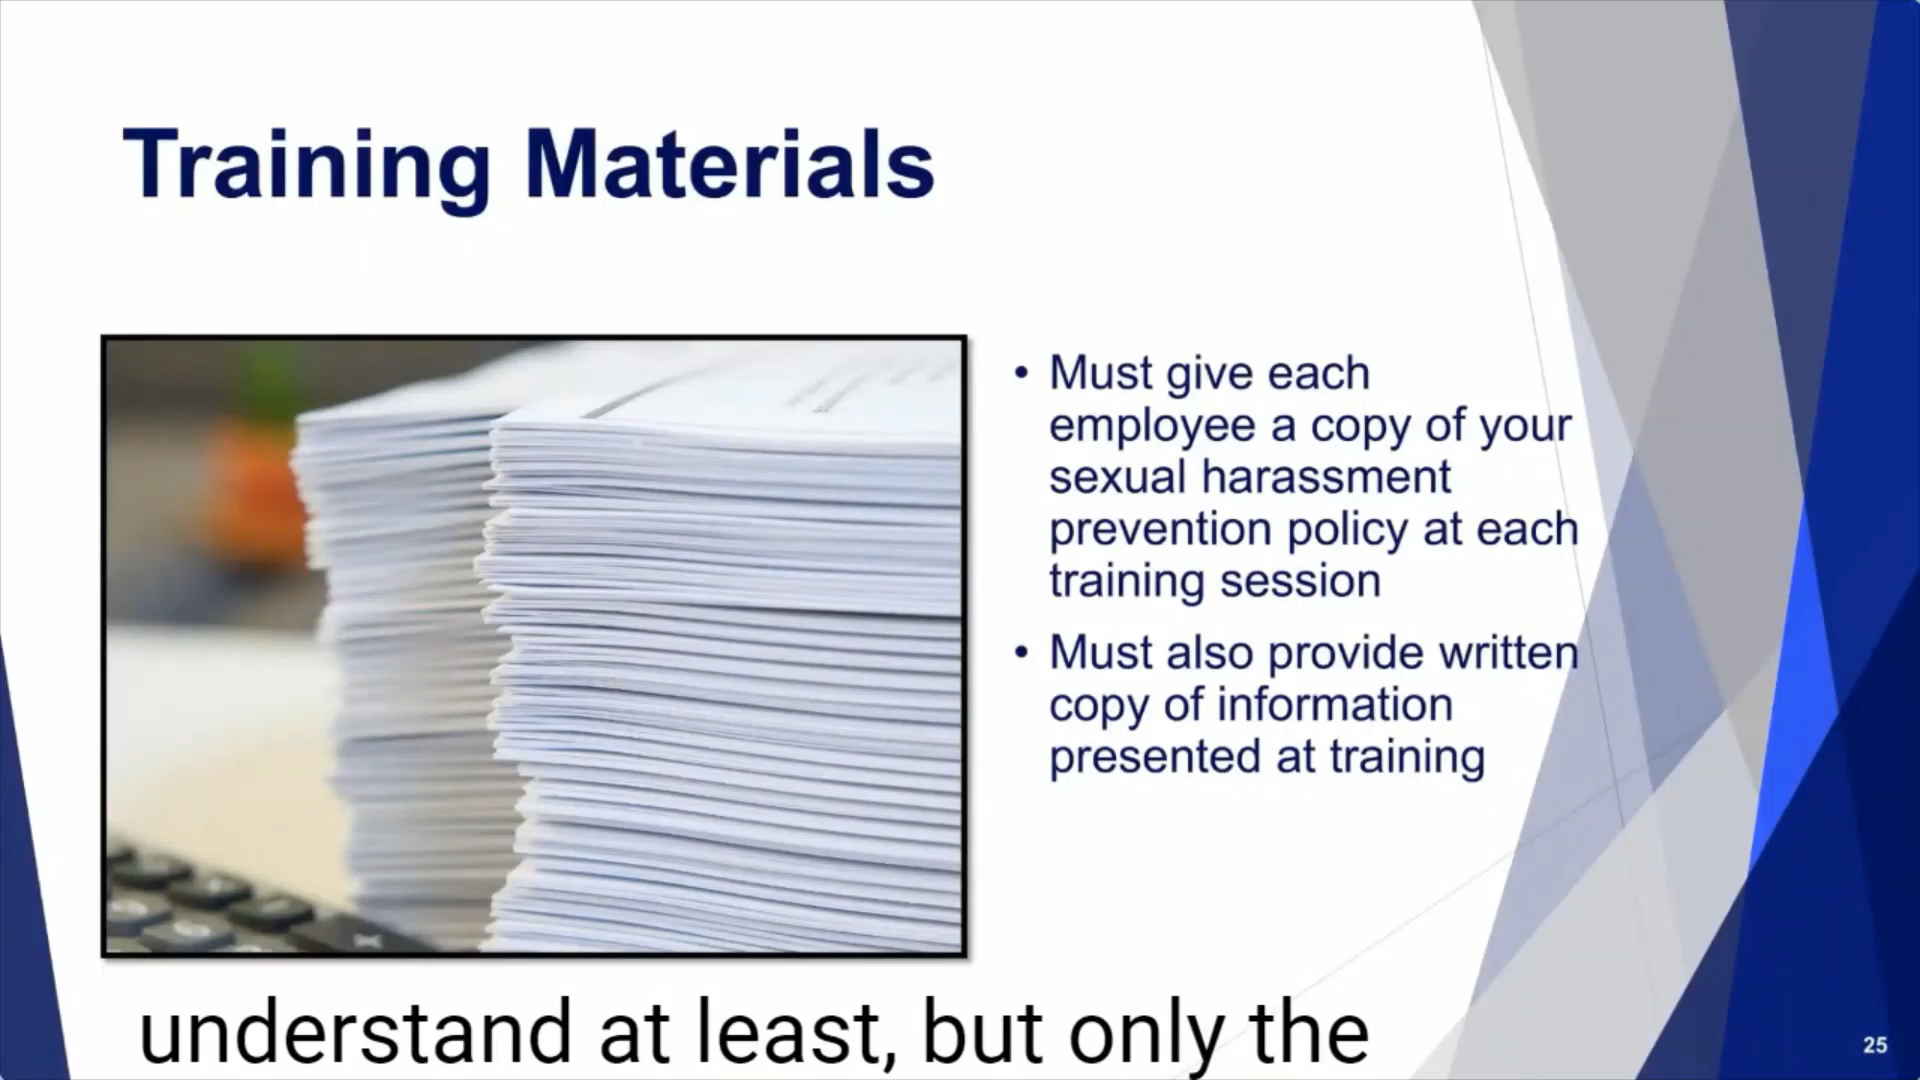 Training Materials
• Must give each
employee a copy of your
sexual harassment
prevention policy at each
training session
• Must also provide written
copy of information
presented at training
understand at least, but only the
25